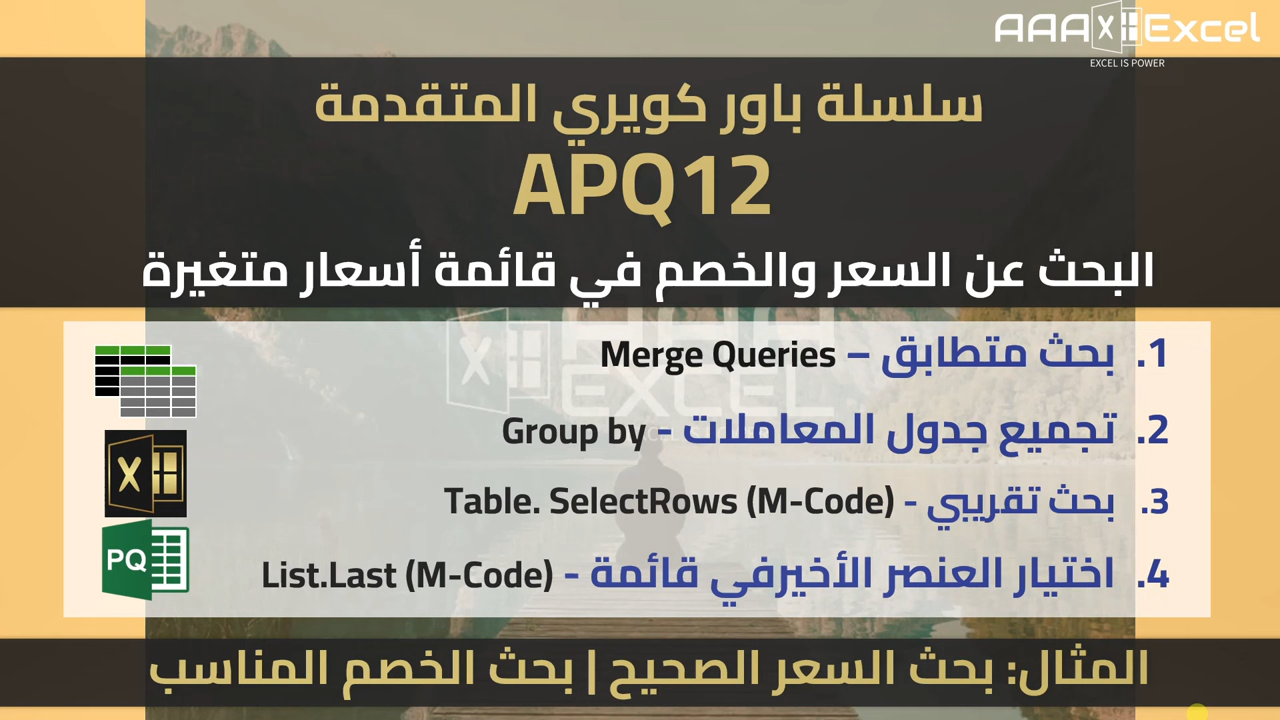 AAA Excel
EXCEL IS POWER
سلسلة باور كويري المتقدمة
APQ12
البحث عن السعر والخصم في قائمة أسعار متغيرة
1. بحث متطابق – Merge Queries
2. تجميع جدول المعاملات - Group by
3. بحث تقريبي - Table. SelectRows (M-Code)
4. اختيار العنصر الأخيرفي قائمة - List.Last (M-Code)
PQ
المثال: بحث السعر الصحيح | بحث الخصم المناسب